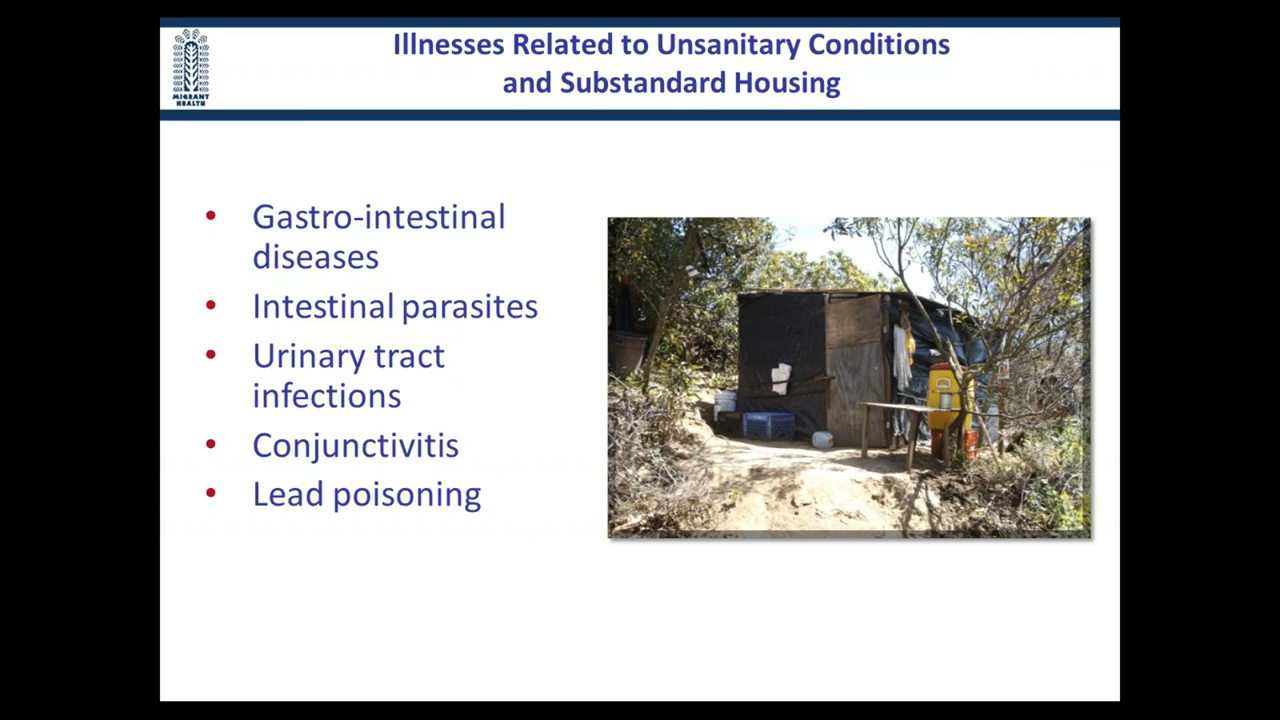 MIGRANT
HEALTH
Illnesses Related to Unsanitary Conditions
and Substandard Housing
• Gastro-intestinal
diseases
• Intestinal parasites
• Urinary tract
infections
• Conjunctivitis
• Lead poisoning